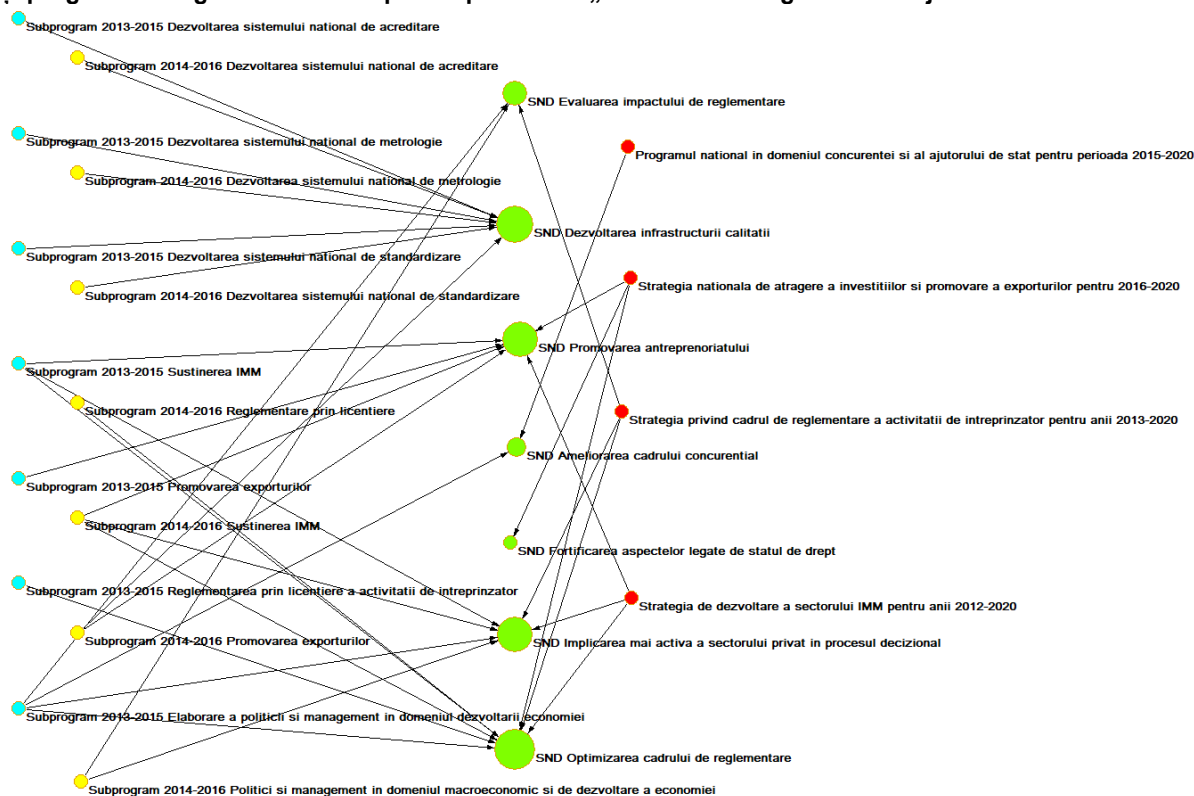 Subprogram 2013-2015 Dezvoltarea sistemului national de acreditare
Subprogram 2014-2016 Dezvoltarea sistemului national de acreditare
SND Evaluarea impactului de reglementare
Subprogram 2013-2015 Dezvoltarea sistemului national de metrologie
Programul national in domeniul concurentei si al ajutorului de stat pentru perioada 2015-2020
Subprogram 2014-2016 Dezvoltarea sistemului national de metrologie
SND Dezvoltarea infrastructurii calitatii
Subprogram 2013-2015 Dezvoltarea sistemului national de standardizare
Strategia nationala de atragere a investitiilor si promovare a exporturilor pentru 2016-2020
Subprogram 2014-2016 Dezvoltarea sistemului national de standardizare
SND Promovarea antreprenoriatului
Subprogram 2013-2015 Sustinerea IMM
Subprogram 2014-2016 Reglementare prin licentiere
Strategia privind cadrul de reglementare a activitatii de intreprinzator pentru anii 2013-2020
SND Ameliorarea cadrului concurential
Subprogram 2013-2015 Promovarea exporturilor
Subprogram 2014-2016 Sustinerea IMM
SND Fortificarea aspectelor legate de statul de drept
Subprogram 2013-2015 Reglementarea prin licentiere a activitatii de intreprinzator
Strategia de dezvoltare a sectorului IMM pentru anii 2012-2020
Subprogram 2014-2016 Promovarea exporturilor
SND Implicarea mai activa a sectorului privat in procesul decizional
Subprogram 2013-2015 Elaborare a politicii si management in domeniul dezvoltarii economiei
SND Optimizarea cadrului de reglementare
Subprogram 2014-2016 Politici si management in domeniul macroeconomic si de dezvoltare a economiei